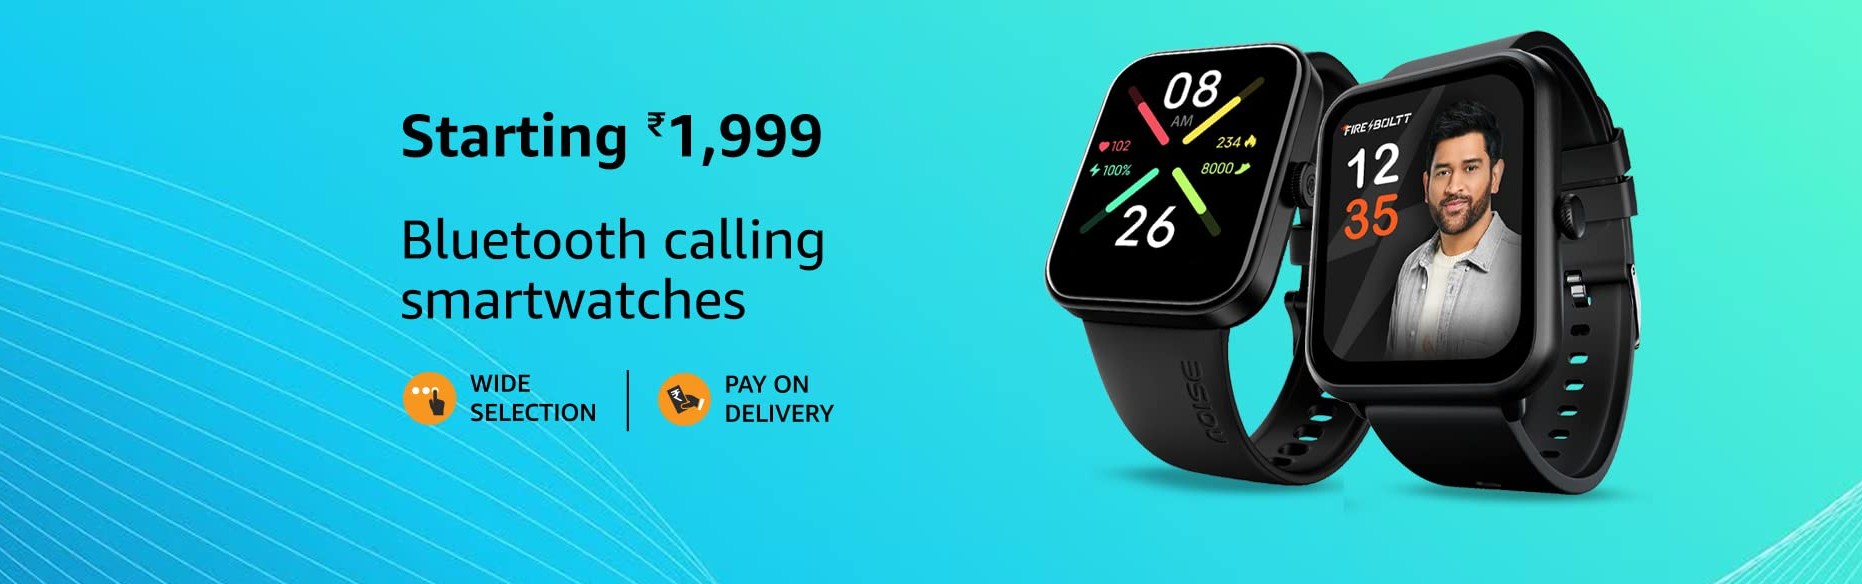 Starting ₹1,999
Bluetooth calling
smartwatches
WIDE
SELECTION
PAY ON
DELIVERY
08
AM
102
234
100%
8000
26
NOISE
FIRE BOLTT
12
35